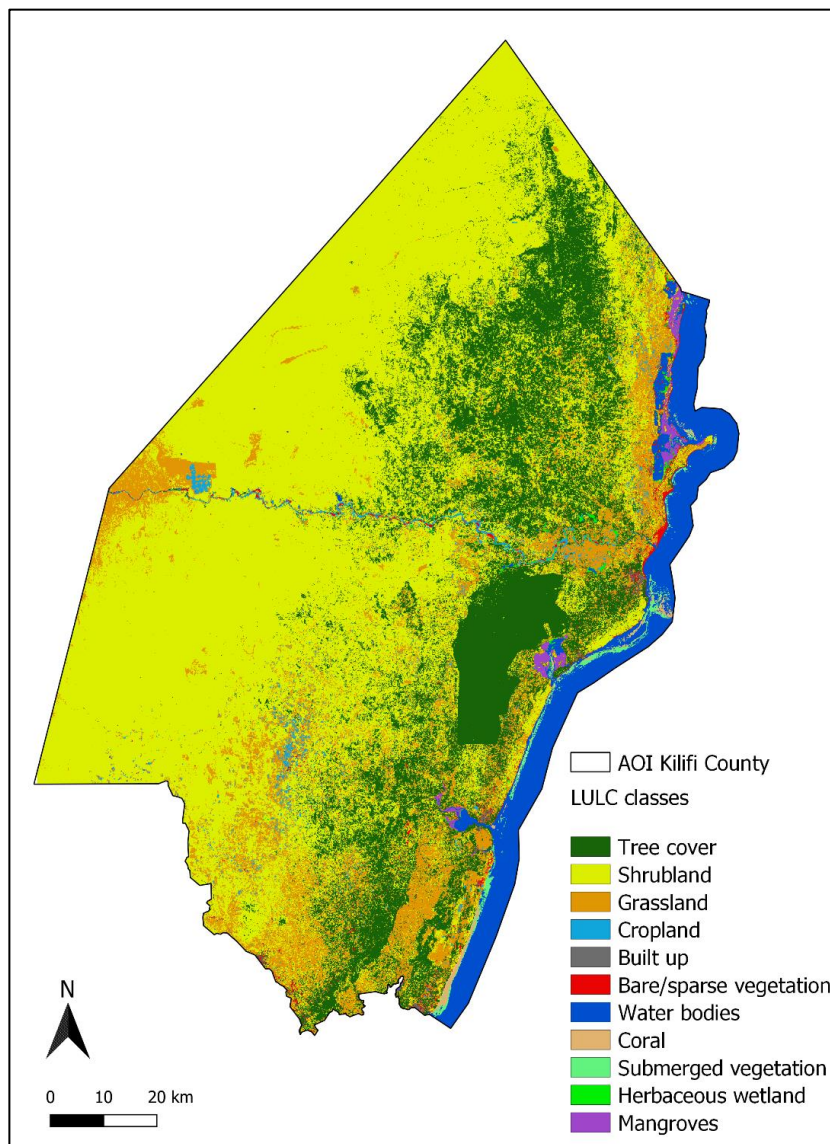 AOI Kilifi County
LULC classes
Tree cover
Shrubland
Grassland
Cropland
Built up
Bare/sparse vegetation
Water bodies
Coral
Submerged vegetation
Herbaceous wetland
Mangroves
N
0 10 20 km